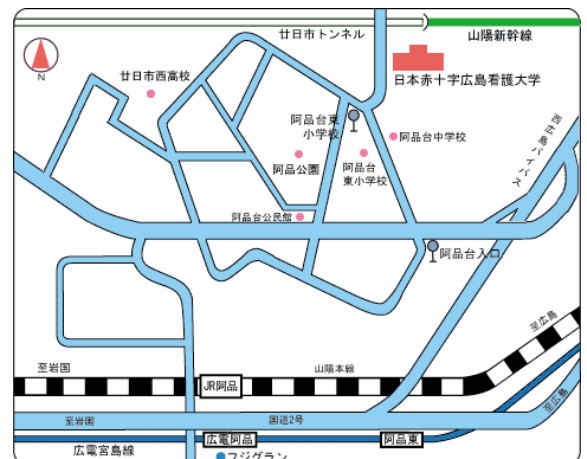 廿日市トンネル
山陽新幹線
N
廿日市西高校
日本赤十字広島看護大学
阿品台東
小学校
阿品台中学校
西広島バイパス
阿品公園
阿品台
東小学校
阿品台公民館
阿品台入口
至広島
至岩国
山陽本線
JR阿品
至広島
至岩国
国道2号
広電宮島線
広電阿品
阿品東
フジグラン